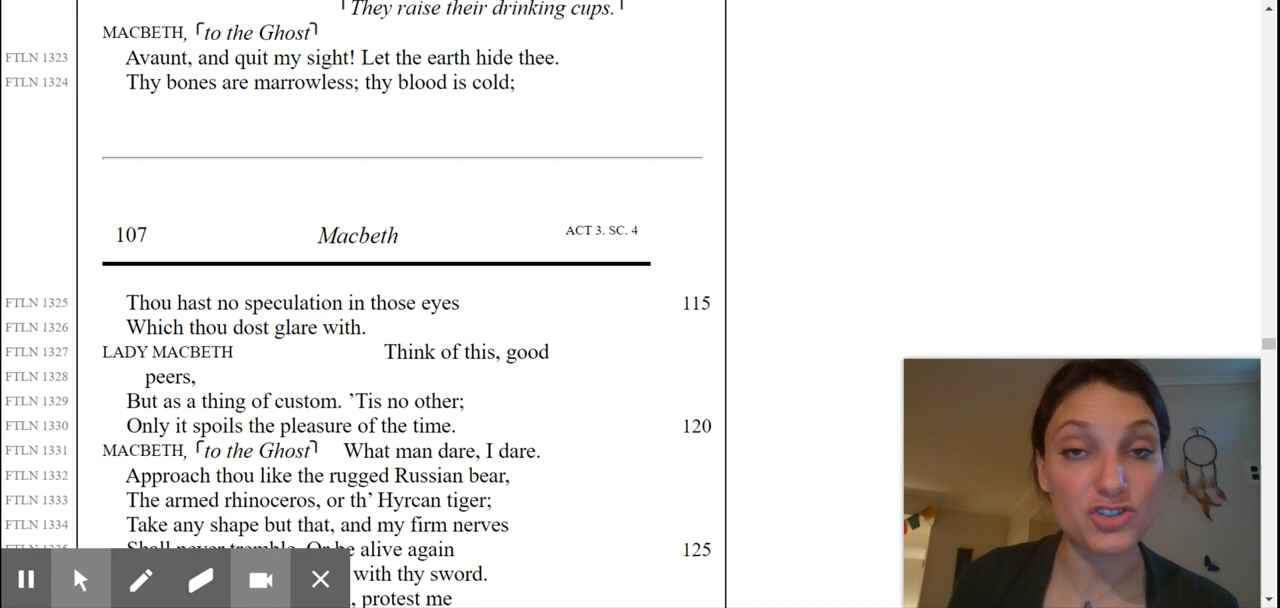 ⌜They raise their drinking cups.⌝
MACBETH, ⌜to the Ghost⌝
FTLN 1323 Avaunt, and quit my sight! Let the earth hide thee.
FTLN 1324 Thy bones are marrowless; thy blood is cold;
107 Macbeth ACT 3. SC. 4
FTLN 1325 Thou hast no speculation in those eyes 115
FTLN 1326 Which thou dost glare with.
FTLN 1327 LADY MACBETH Think of this, good
FTLN 1328 peers,
FTLN 1329 But as a thing of custom. ’Tis no other;
FTLN 1330 Only it spoils the pleasure of the time. 120
FTLN 1331 MACBETH, ⌜to the Ghost⌝ What man dare, I dare.
FTLN 1332 Approach thou like the rugged Russian bear,
FTLN 1333 The armed rhinoceros, or th’ Hyrcan tiger;
FTLN 1334 Take any shape but that, and my firm nerves
alive again 125
with thy sword.
, protest me